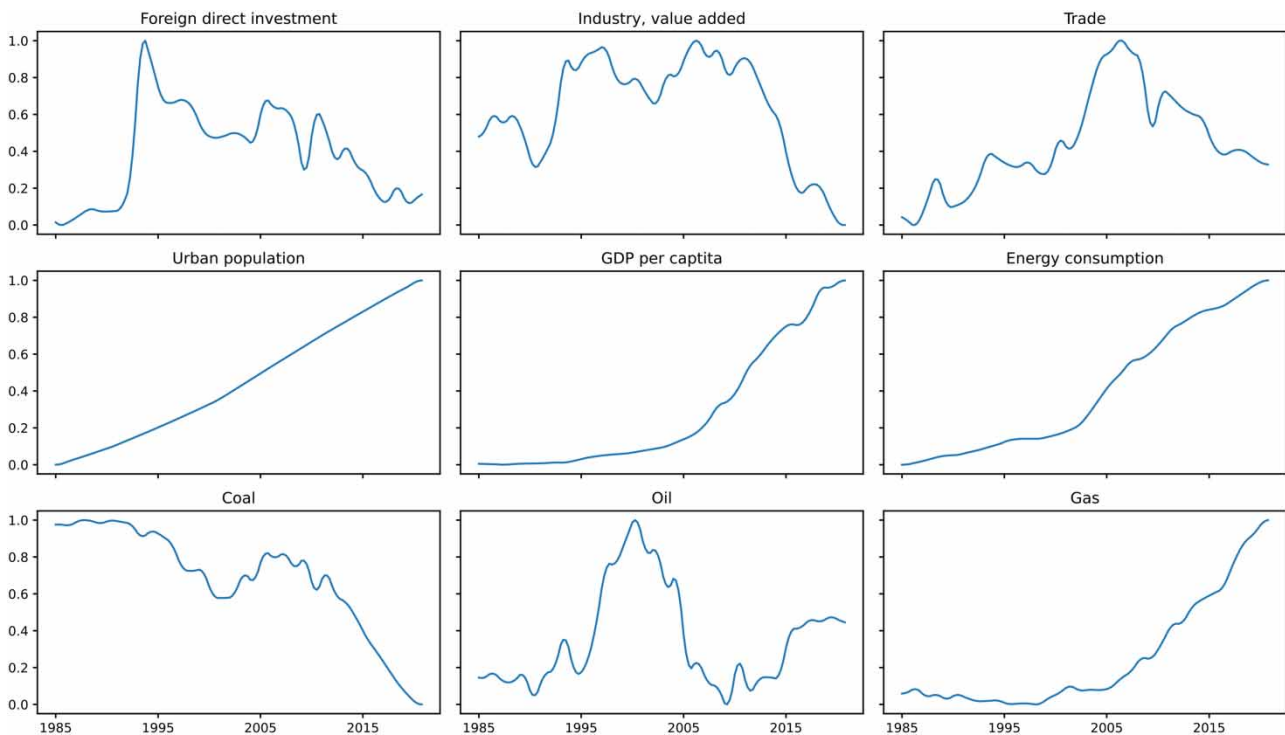 Foreign direct investment
Industry, value added
Trade
1.0
0.8
0.6
0.4
0.2
0.0
Urban population
GDP per captita
Energy consumption
1.0
0.8
0.6
0.4
0.2
0.0
Coal
Oil
Gas
1.0
0.8
0.6
0.4
0.2
0.0
1985 1995 2005 2015
1985 1995 2005 2015
1985 1995 2005 2015